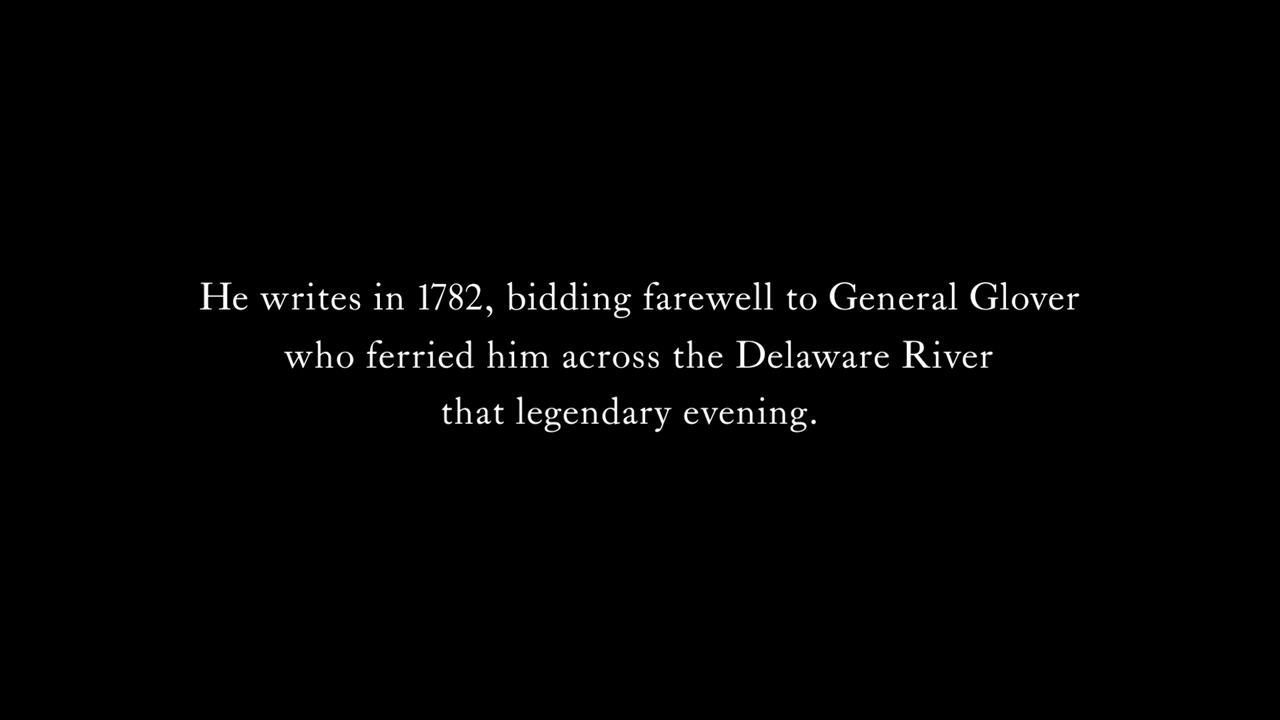 He writes in 1782, bidding farewell to General Glover
who ferried him across the Delaware River
that legendary evening.